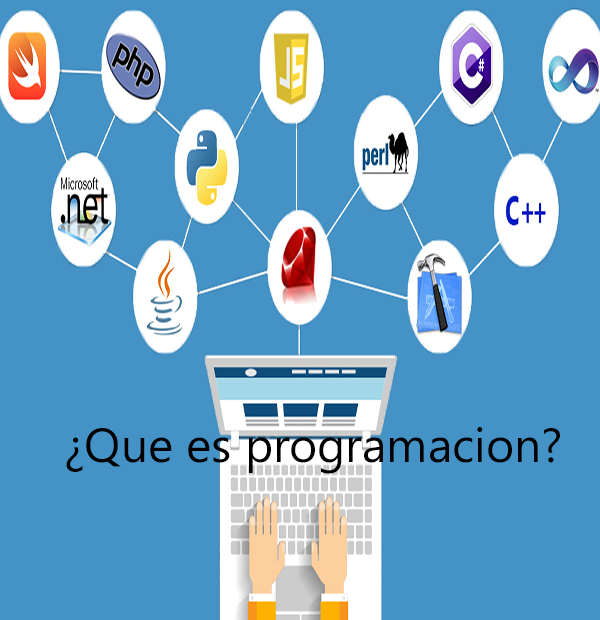 php
JS
C#
Microsoft
.net
perl
C++
¿Que es programacion?